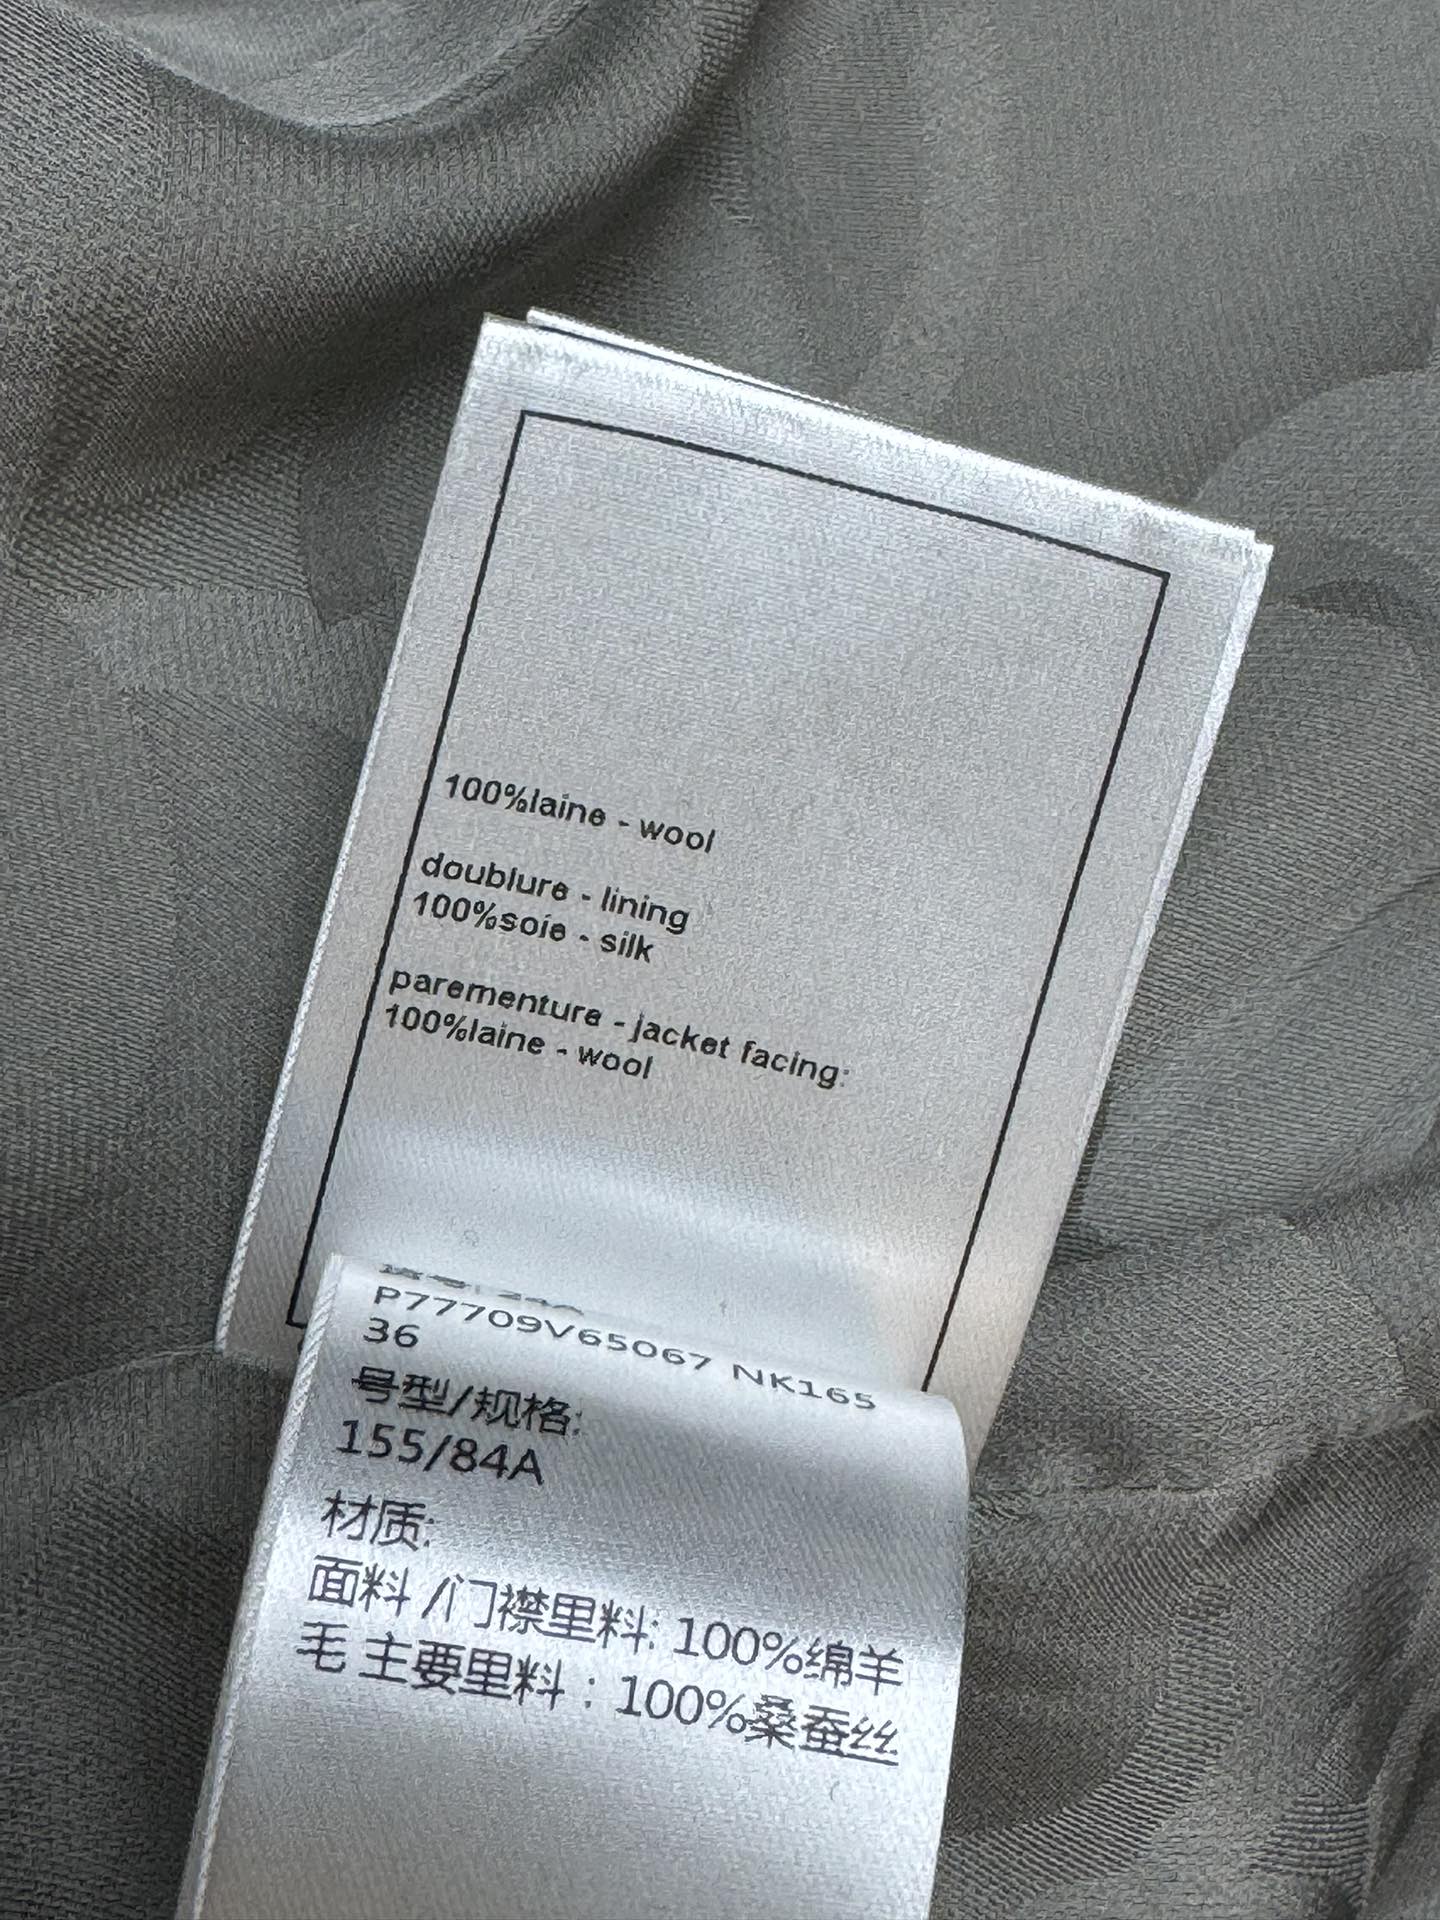 100%laine - wool
doublure - lining
100%soie - silk
parementure - jacket facing:
100%laine - wool
P77709V65067 NK165
36
号型/规格:
155/84A
材质:
面料 /门襟里料: 100%绵羊
毛 主要里料：100%桑蚕丝